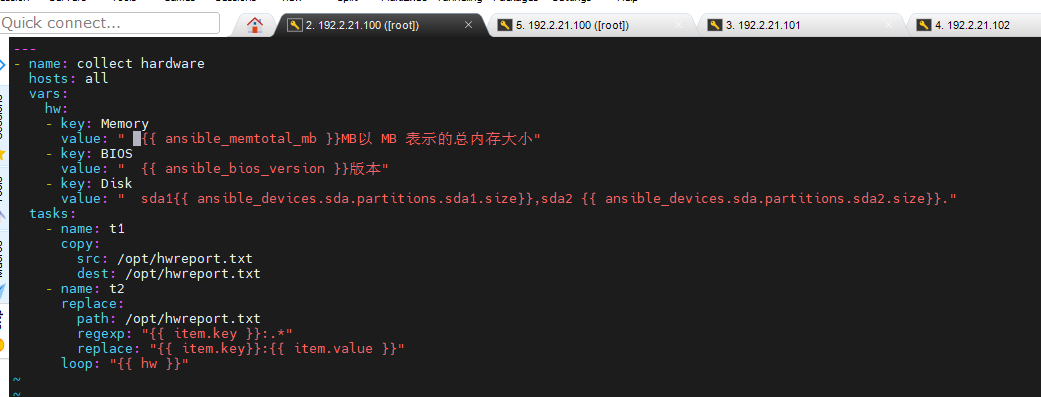 Quick connect...
2. 192.2.21.100 ([root])
5. 192.2.21.100 ([root])
3. 192.2.21.101
4. 192.2.21.102
---
- name: collect hardware
  hosts: all
  vars:
    hw:
    - key: Memory
      value: "  {{ ansible_memtotal_mb }}MB以 MB 表示的总内存大小"
    - key: BIOS
      value: "  {{ ansible_bios_version }}版本"
    - key: Disk
      value: "  sda1{{ ansible_devices.sda.partitions.sda1.size}},sda2 {{ ansible_devices.sda.partitions.sda2.size}}."
  tasks:
    - name: t1
      copy:
        src: /opt/hwreport.txt
        dest: /opt/hwreport.txt
    - name: t2
      replace:
        path: /opt/hwreport.txt
        regexp: "{{ item.key }}:.*"
        replace: "{{ item.key}}:{{ item.value }}"
      loop: "{{ hw }}"
~
~